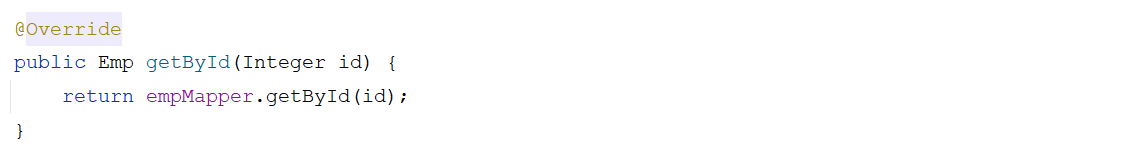 @Override
public Emp getById(Integer id) {
    return empMapper.getById(id);
}